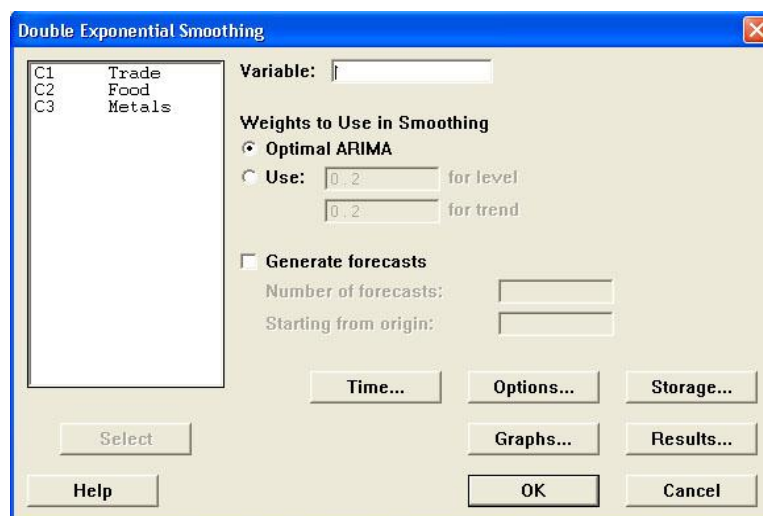 Double Exponential Smoothing
C1 Trade
C2 Food
C3 Metals
Variable:
Weights to Use in Smoothing
Optimal ARIMA
Use: 0.2 for level
0.2 for trend
Generate forecasts
Number of forecasts:
Starting from origin:
Time... Options... Storage...
Select Graphs... Results...
Help OK Cancel